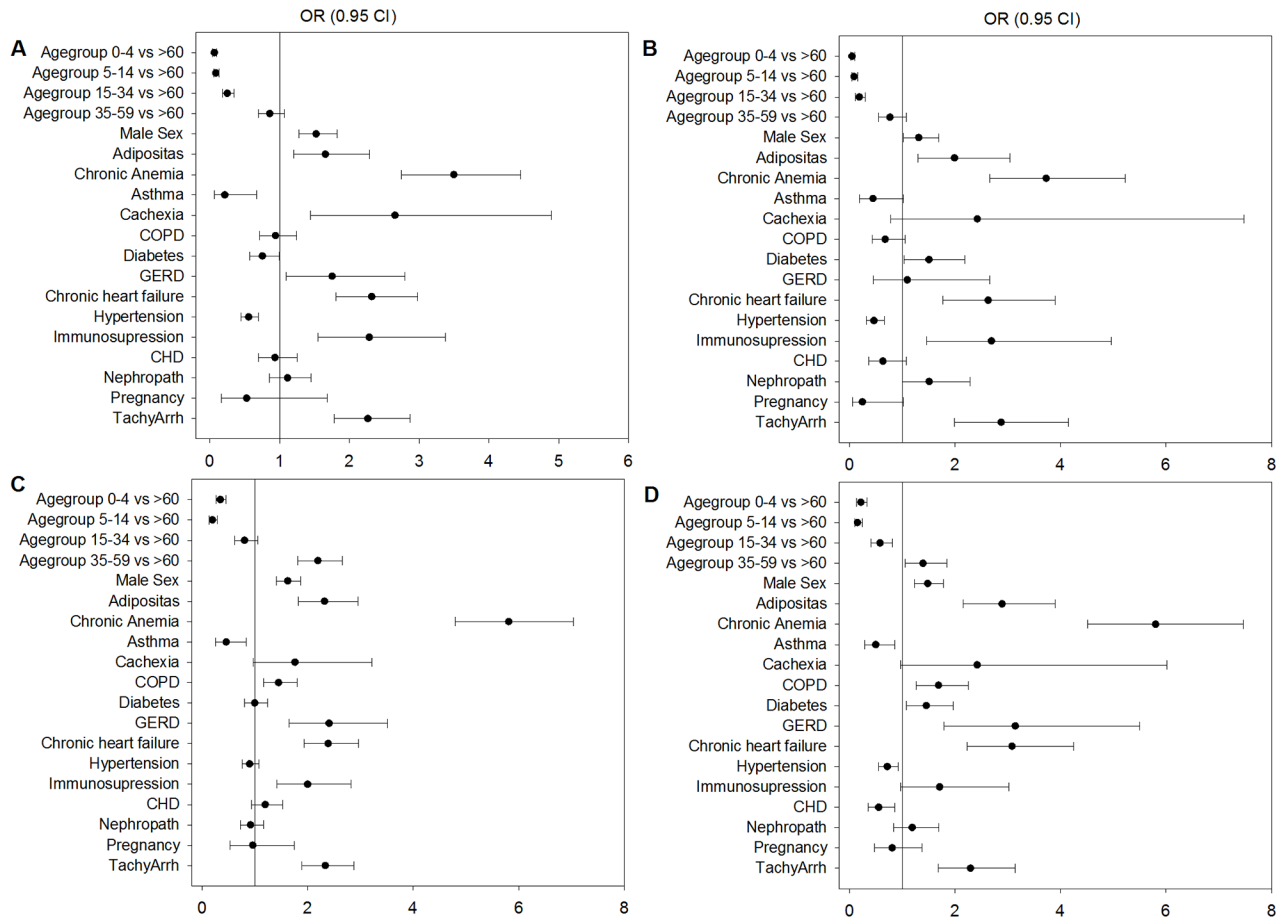 OR (0.95 CI)
A
Agegroup 0-4 vs >60
Agegroup 5-14 vs >60
Agegroup 15-34 vs >60
Agegroup 35-59 vs >60
Male Sex
Adipositas
Chronic Anemia
Asthma
Cachexia
COPD
Diabetes
GERD
Chronic heart failure
Hypertension
Immunosupression
CHD
Nephropath
Pregnancy
TachyArrh
0 1 2 3 4 5 6
OR (0.95 CI)
B
Agegroup 0-4 vs >60
Agegroup 5-14 vs >60
Agegroup 15-34 vs >60
Agegroup 35-59 vs >60
Male Sex
Adipositas
Chronic Anemia
Asthma
Cachexia
COPD
Diabetes
GERD
Chronic heart failure
Hypertension
Immunosupression
CHD
Nephropath
Pregnancy
TachyArrh
0 2 4 6 8
C
Agegroup 0-4 vs >60
Agegroup 5-14 vs >60
Agegroup 15-34 vs >60
Agegroup 35-59 vs >60
Male Sex
Adipositas
Chronic Anemia
Asthma
Cachexia
COPD
Diabetes
GERD
Chronic heart failure
Hypertension
Immunosupression
CHD
Nephropath
Pregnancy
TachyArrh
0 2 4 6 8
D
Agegroup 0-4 vs >60
Agegroup 5-14 vs >60
Agegroup 15-34 vs >60
Agegroup 35-59 vs >60
Male Sex
Adipositas
Chronic Anemia
Asthma
Cachexia
COPD
Diabetes
GERD
Chronic heart failure
Hypertension
Immunosupression
CHD
Nephropath
Pregnancy
TachyArrh
0 2 4 6 8